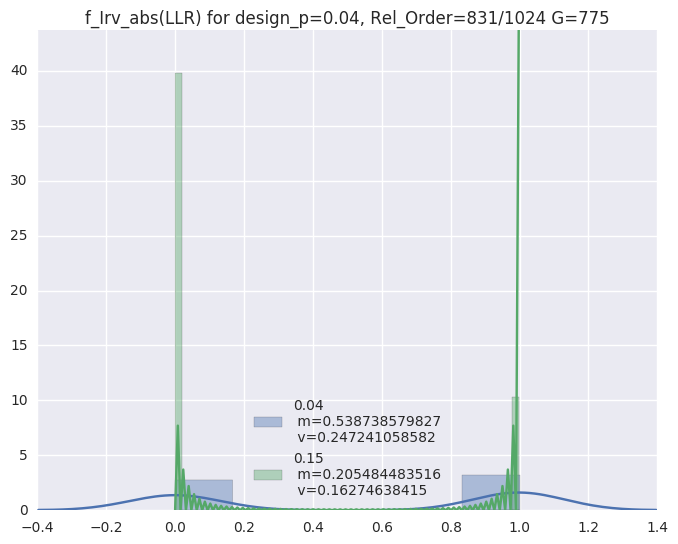 f_Irv_abs(LLR) for design_p=0.04, Rel_Order=831/1024 G=775
40
35
30
25
20
15
10
5
0
0.04
m=0.538738579827
v=0.247241058582
0.15
m=0.205484483516
v=0.16274638415
−0.4 −0.2 0.0 0.2 0.4 0.6 0.8 1.0 1.2 1.4